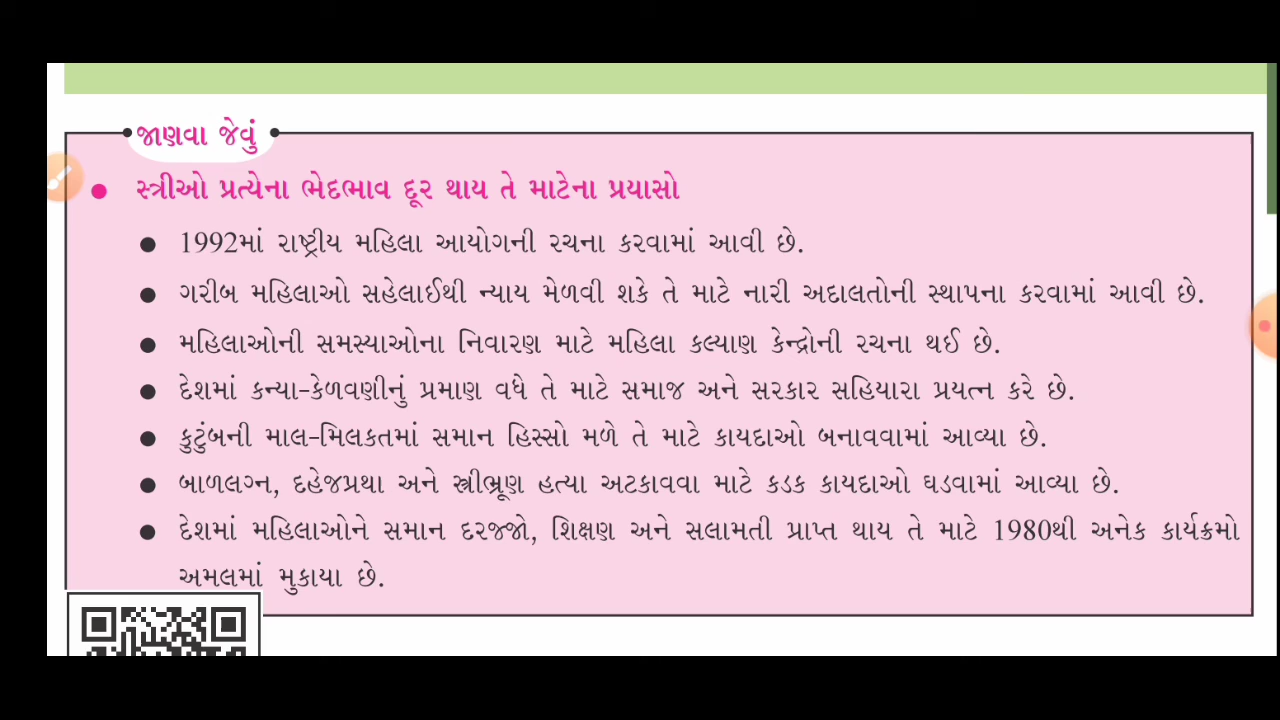 જાણવા જેવું
● સ્ત્રીઓ પ્રત્યેના ભેદભાવ દૂર થાય તે માટેના પ્રયાસો
● 1992માં રાષ્ટ્રીય મહિલા આયોગની રચના કરવામાં આવી છે.
● ગરીબ મહિલાઓ સહેલાઈથી ન્યાય મેળવી શકે તે માટે નારી અદાલતોની સ્થાપના કરવામાં આવી છે.
● મહિલાઓની સમસ્યાઓના નિવારણ માટે મહિલા કલ્યાણ કેન્દ્રોની રચના થઈ છે.
● દેશમાં કન્યા-કેળવણીનું પ્રમાણ વધે તે માટે સમાજ અને સરકાર સહિયારા પ્રયત્ન કરે છે.
● કુટુંબની માલ-મિલકતમાં સમાન હિસ્સો મળે તે માટે કાયદાઓ બનાવવામાં આવ્યા છે.
● બાળલગ્ન, દહેજપ્રથા અને સ્ત્રીભ્રૂણ હત્યા અટકાવવા માટે કડક કાયદાઓ ઘડવામાં આવ્યા છે.
● દેશમાં મહિલાઓને સમાન દરજ્જો, શિક્ષણ અને સલામતી પ્રાપ્ત થાય તે માટે 1980થી અનેક કાર્યક્રમો
અમલમાં મુકાયા છે.